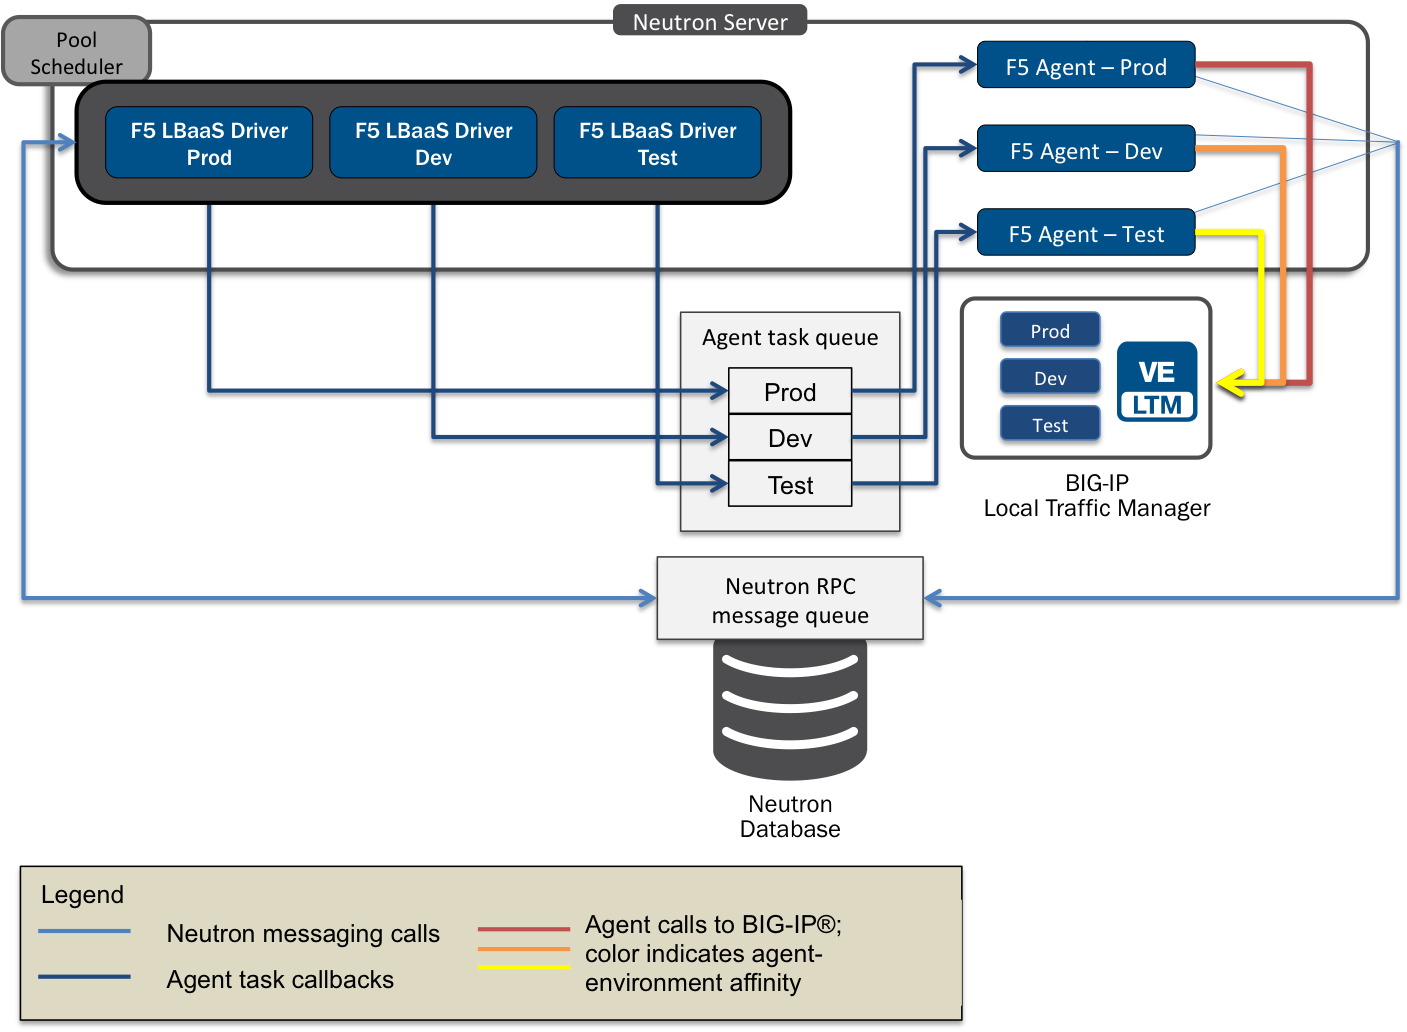 Neutron Server
Pool
Scheduler
F5 LBaaS Driver
Prod
F5 LBaaS Driver
Dev
F5 LBaaS Driver
Test
F5 Agent – Prod
F5 Agent – Dev
F5 Agent – Test
Agent task queue
Prod
Dev
Test
Prod
Dev
Test
VE
LTM
BIG-IP
Local Traffic Manager
Neutron RPC
message queue
Neutron
Database
Legend
Neutron messaging calls
Agent task callbacks
Agent calls to BIG-IP®;
color indicates agent-
environment affinity